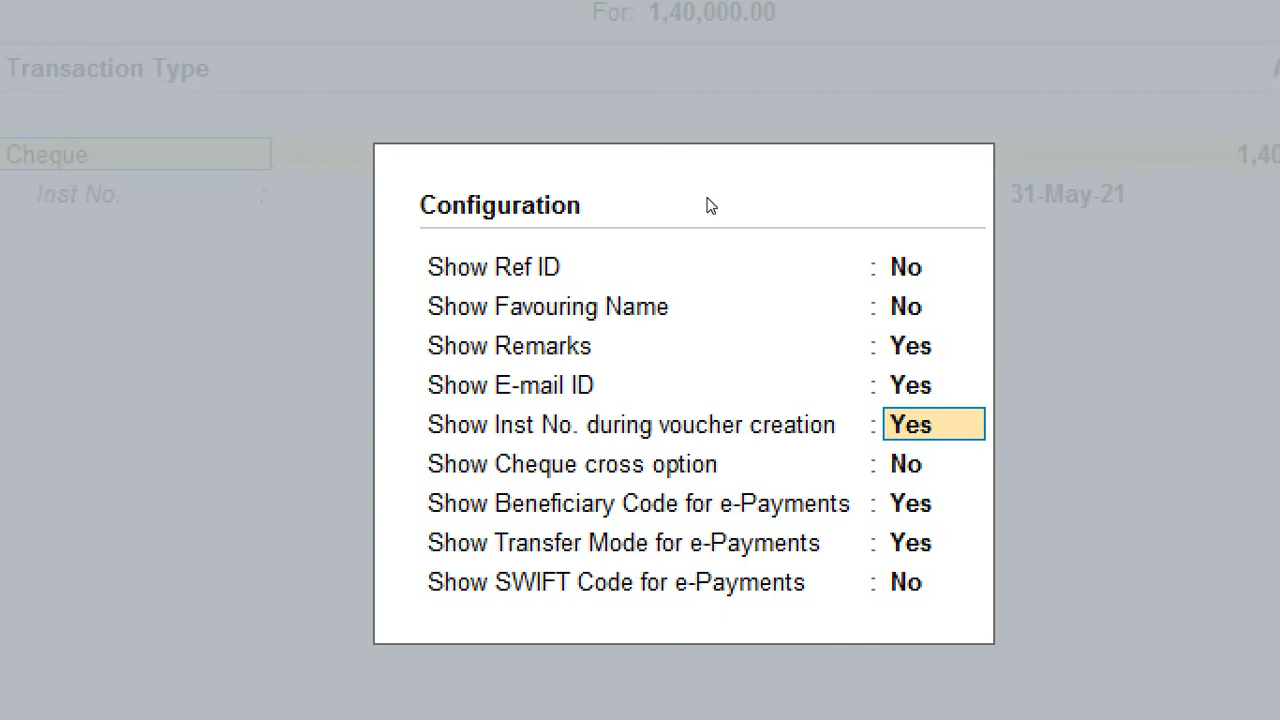 For: 1,40,000.00
Transaction Type
Cheque 1,40
Inst No. : 31-May-21
Configuration
Show Ref ID : No
Show Favouring Name : No
Show Remarks : Yes
Show E-mail ID : Yes
Show Inst No. during voucher creation : Yes
Show Cheque cross option : No
Show Beneficiary Code for e-Payments : Yes
Show Transfer Mode for e-Payments : Yes
Show SWIFT Code for e-Payments : No